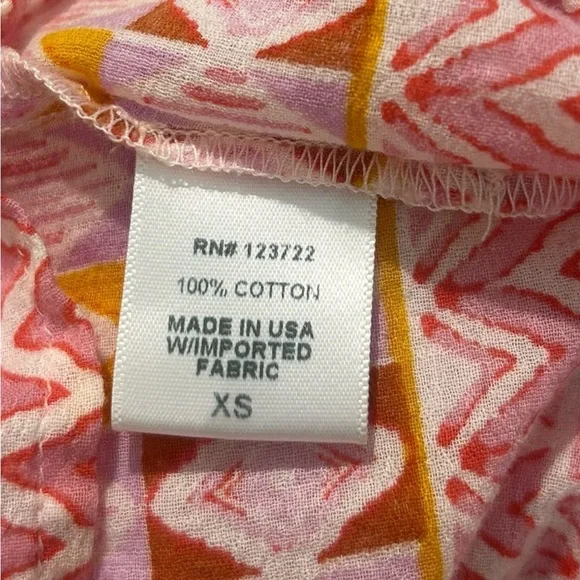 RN# 123722
100% COTTON
MADE IN USA
W/IMPORTED
FABRIC
XS